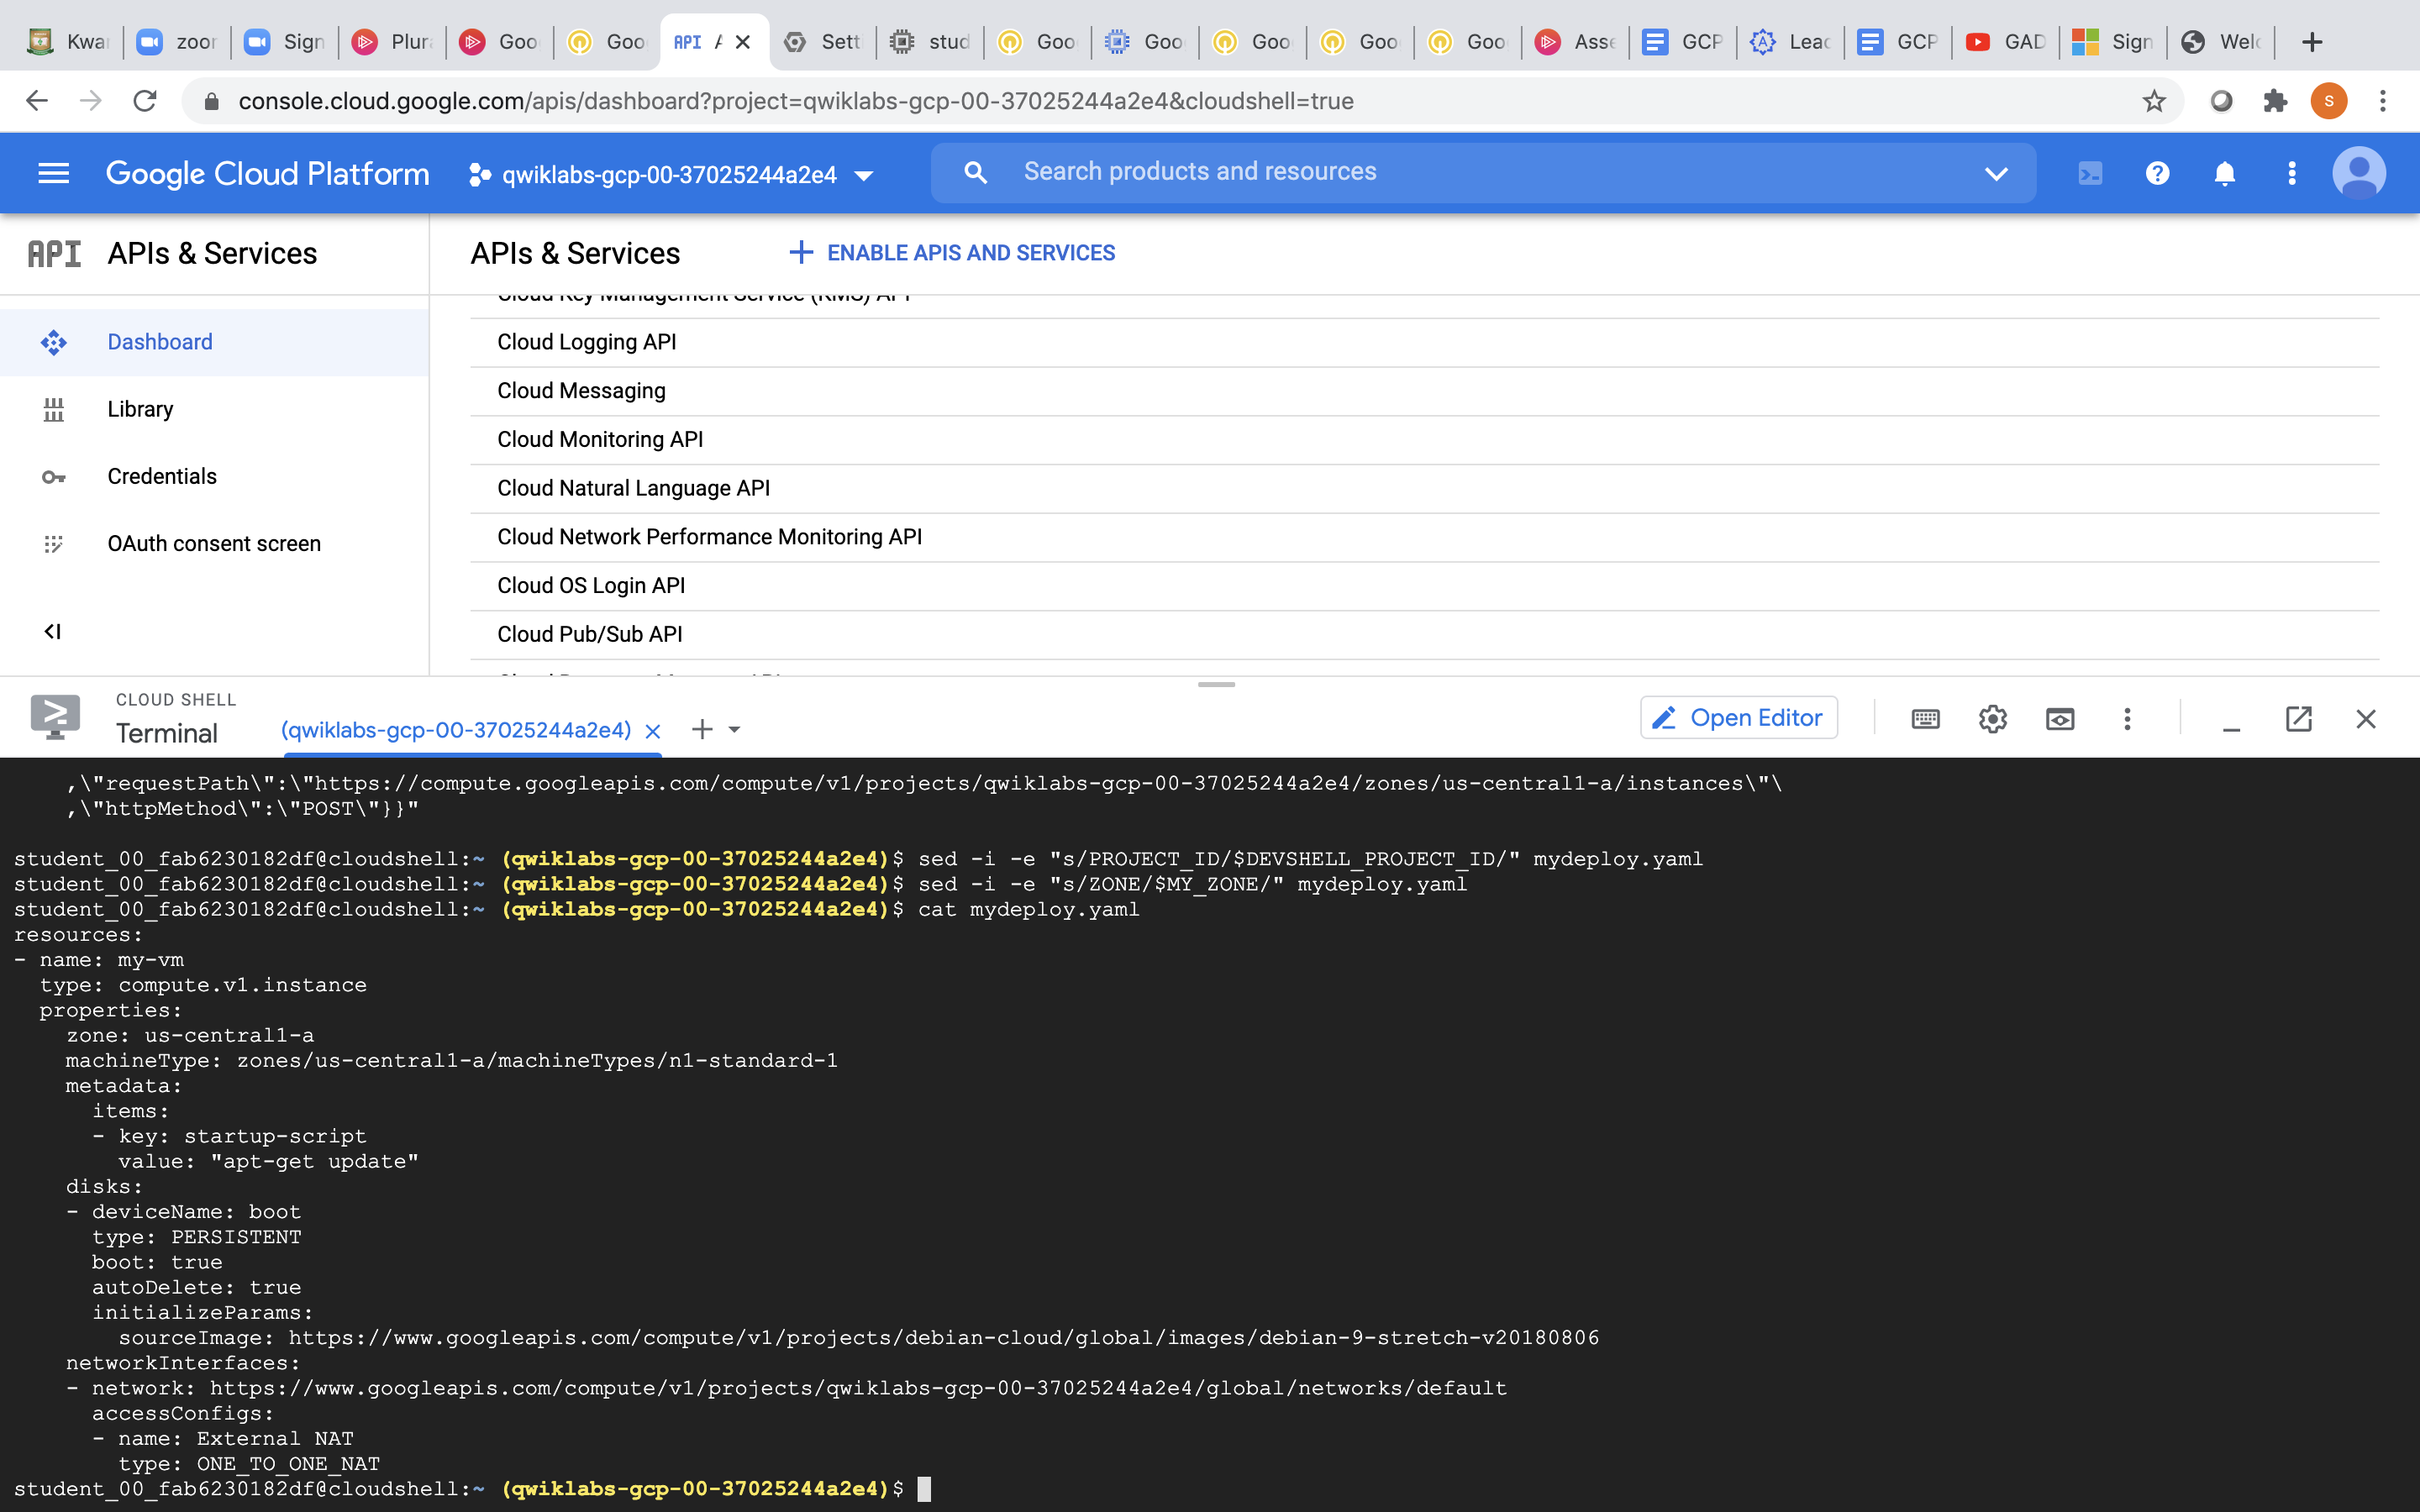 Kwa
zoor
Sign
Plur
Goo
Goo
API
Sett
stud
Goo
Goo
Goo
Goo
Goo
Asse
GCP
Lead
GCP
GAD
Sign
Welc
console.cloud.google.com/apis/dashboard?project=qwiklabs-gcp-00-37025244a2e4&cloudshell=true
S
Google Cloud Platform
qwiklabs-gcp-00-37025244a2e4
Search products and resources
API APIs & Services
APIs & Services
ENABLE APIS AND SERVICES
Cloud Key Management Service (KMS) API
Dashboard
Library
Credentials
OAuth consent screen
Cloud Logging API
Cloud Messaging
Cloud Monitoring API
Cloud Natural Language API
Cloud Network Performance Monitoring API
Cloud OS Login API
Cloud Pub/Sub API
CLOUD SHELL
Terminal
(qwiklabs-gcp-00-37025244a2e4)
Open Editor
,\"requestPath\":\"https://compute.googleapis.com/compute/v1/projects/qwiklabs-gcp-00-37025244a2e4/zones/us-central1-a/instances\"\
,\"httpMethod\":\"POST\"}}"
student_00_fab6230182df@cloudshell:~ (qwiklabs-gcp-00-37025244a2e4)$ sed -i -e "s/PROJECT_ID/$DEVSHELL_PROJECT_ID/" mydeploy.yaml
student_00_fab6230182df@cloudshell:~ (qwiklabs-gcp-00-37025244a2e4)$ sed -i -e "s/ZONE/$MY_ZONE/" mydeploy.yaml
student_00_fab6230182df@cloudshell:~ (qwiklabs-gcp-00-37025244a2e4)$ cat mydeploy.yaml
resources:
- name: my-vm
type: compute.v1.instance
properties:
zone: us-central1-a
machineType: zones/us-central1-a/machineTypes/n1-standard-1
metadata:
items:
- key: startup-script
value: "apt-get update"
disks:
- deviceName: boot
type: PERSISTENT
boot: true
autoDelete: true
initializeParams:
sourceImage: https://www.googleapis.com/compute/v1/projects/debian-cloud/global/images/debian-9-stretch-v20180806
networkInterfaces:
- network: https://www.googleapis.com/compute/v1/projects/qwiklabs-gcp-00-37025244a2e4/global/networks/default
accessConfigs:
- name: External NAT
type: ONE_TO_ONE_NAT
student_00_fab6230182df@cloudshell:~ (qwiklabs-gcp-00-37025244a2e4)$